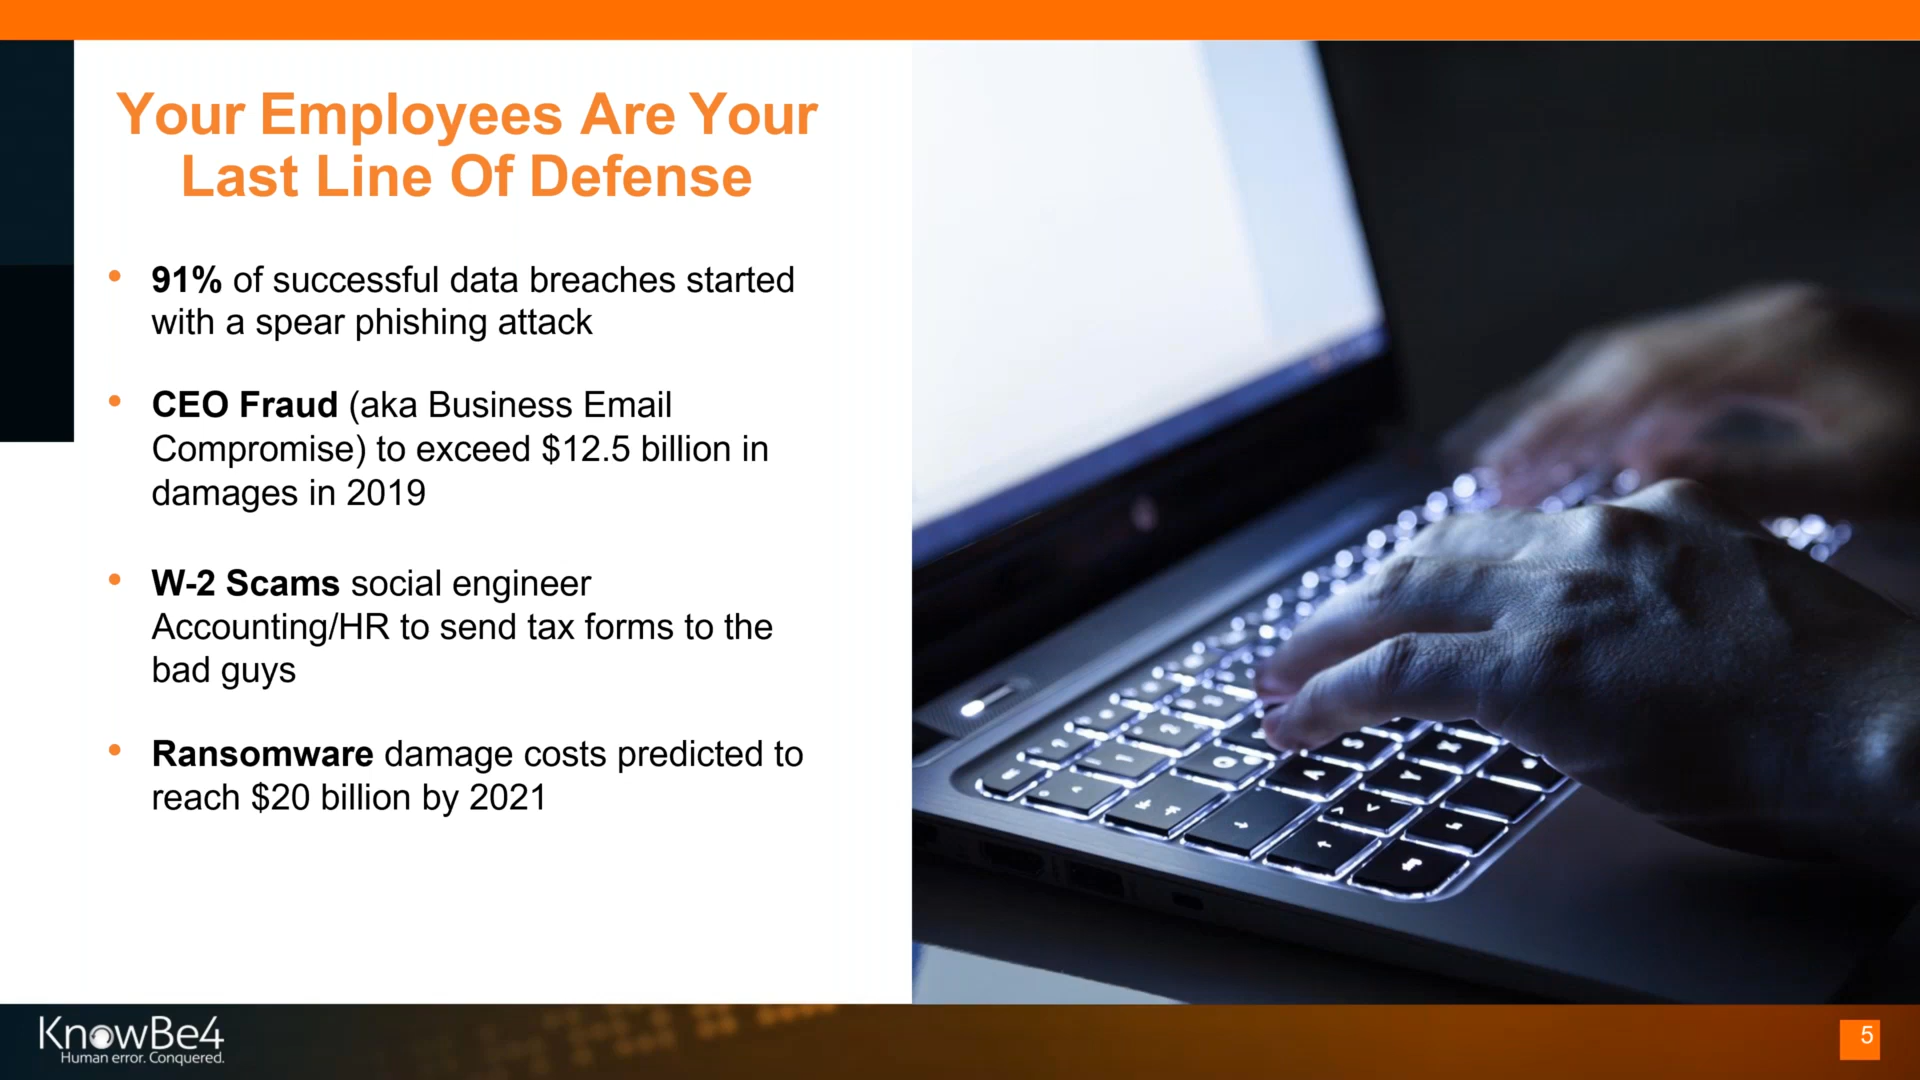 Your Employees Are Your
Last Line Of Defense
• 91% of successful data breaches started
with a spear phishing attack
• CEO Fraud (aka Business Email
Compromise) to exceed $12.5 billion in
damages in 2019
• W-2 Scams social engineer
Accounting/HR to send tax forms to the
bad guys
• Ransomware damage costs predicted to
reach $20 billion by 2021
KnowBe4
Human error. Conquered.
5